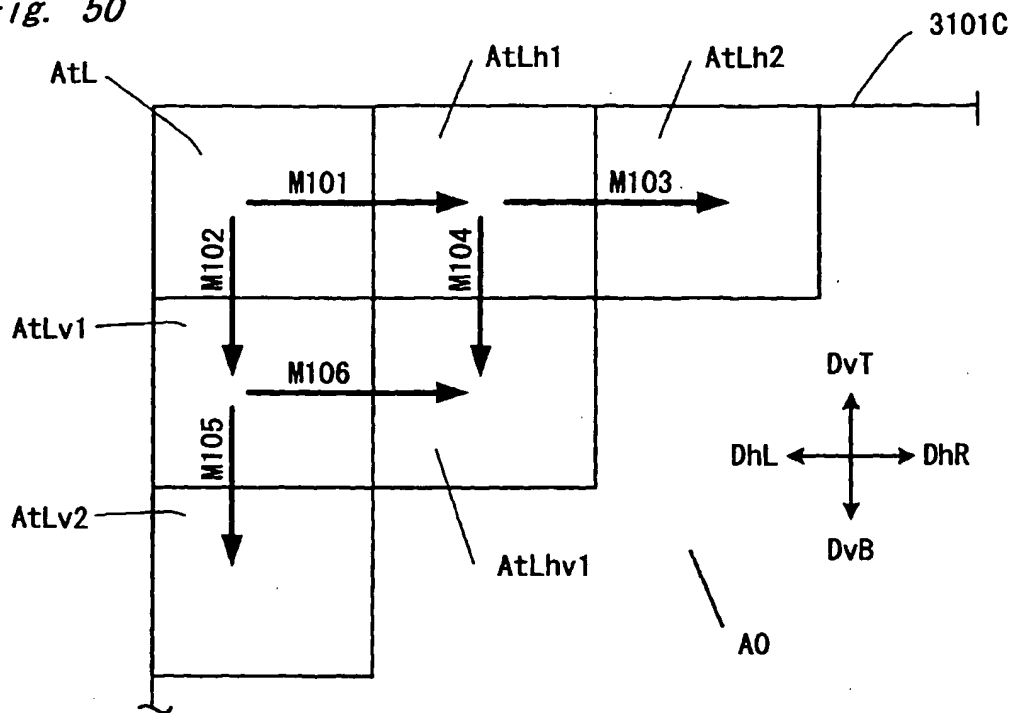 Fig. 50
3101C
AtL
AtLh1
AtLh2
M101
M103
M102
M104
AtLv1
M106
DvT
M105
DhL
DhR
AtLv2
DvB
AtLhv1
A0